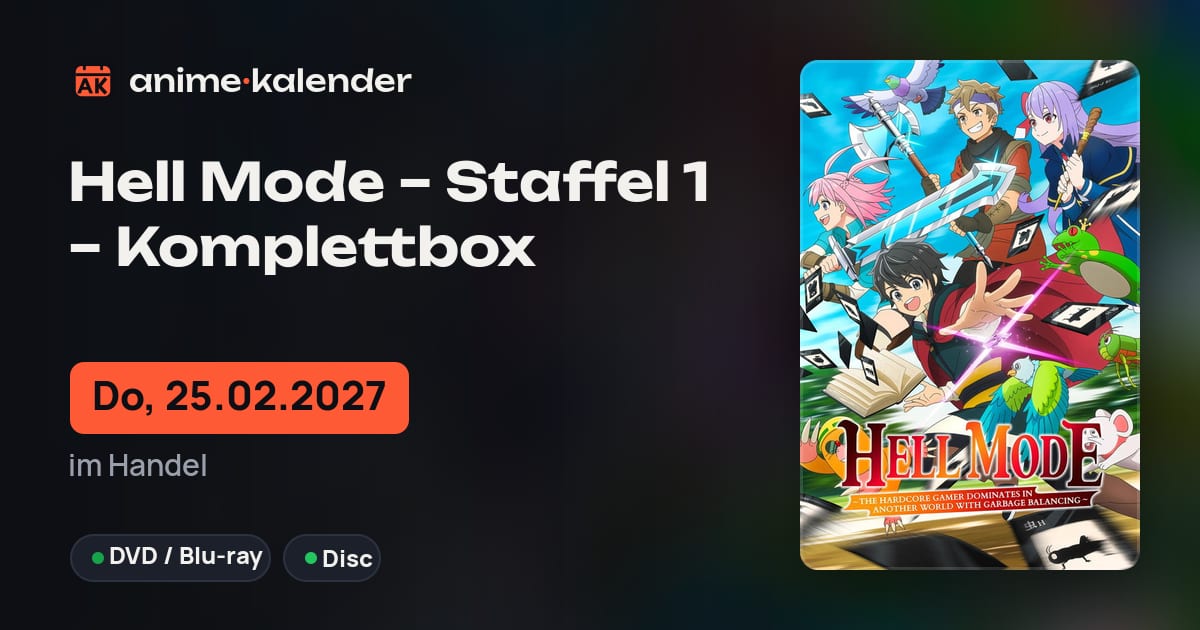 AK anime·kalender
Hell Mode – Staffel 1
– Komplettbox
Do, 25.02.2027
im Handel
DVD / Blu-ray
Disc
HELL MODE
~THE HARDCORE GAMER DOMINATES IN
ANOTHER WORLD WITH GARBAGE BALANCING~